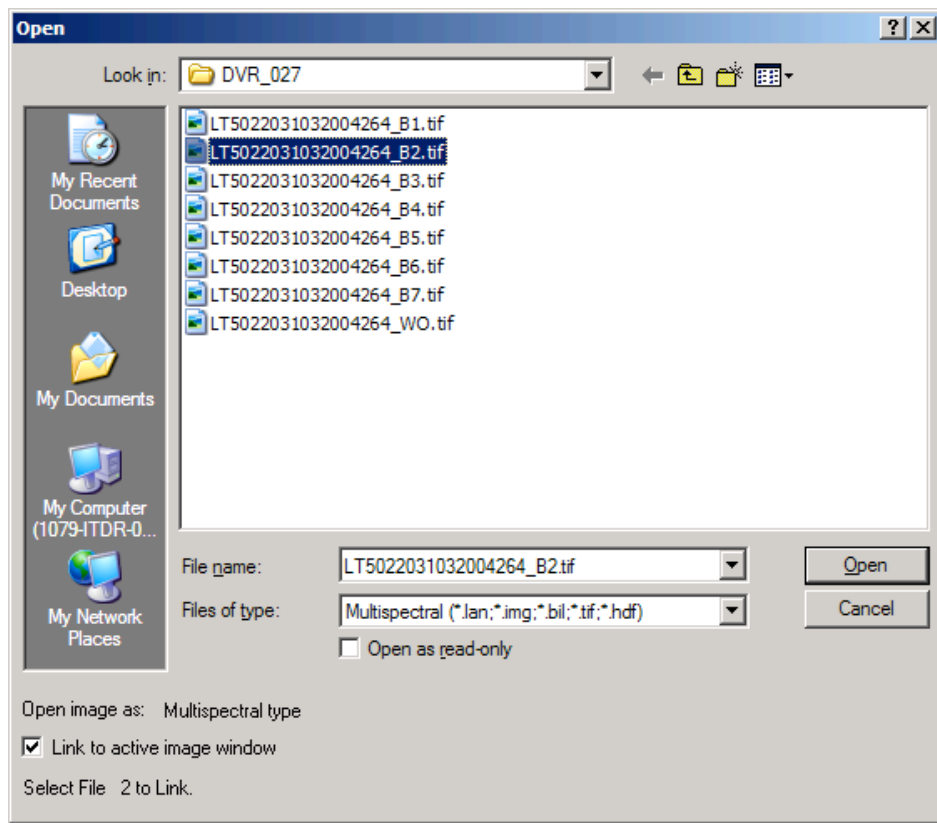 Open
Look in: DVR_027
LT5022031032004264_B1.tif
LT5022031032004264_B2.tif
LT5022031032004264_B3.tif
LT5022031032004264_B4.tif
LT5022031032004264_B5.tif
LT5022031032004264_B6.tif
LT5022031032004264_B7.tif
LT5022031032004264_WO.tif
My Recent
Documents
Desktop
My Documents
My Computer
(1079-ITDR-0...
My Network
Places
File name: LT5022031032004264_B2.tif Open
Files of type: Multispectral (*.lan;*.img;*.bil;*.tif;*.hdf) Cancel
Open as read-only
Open image as: Multispectral type
Link to active image window
Select File 2 to Link.